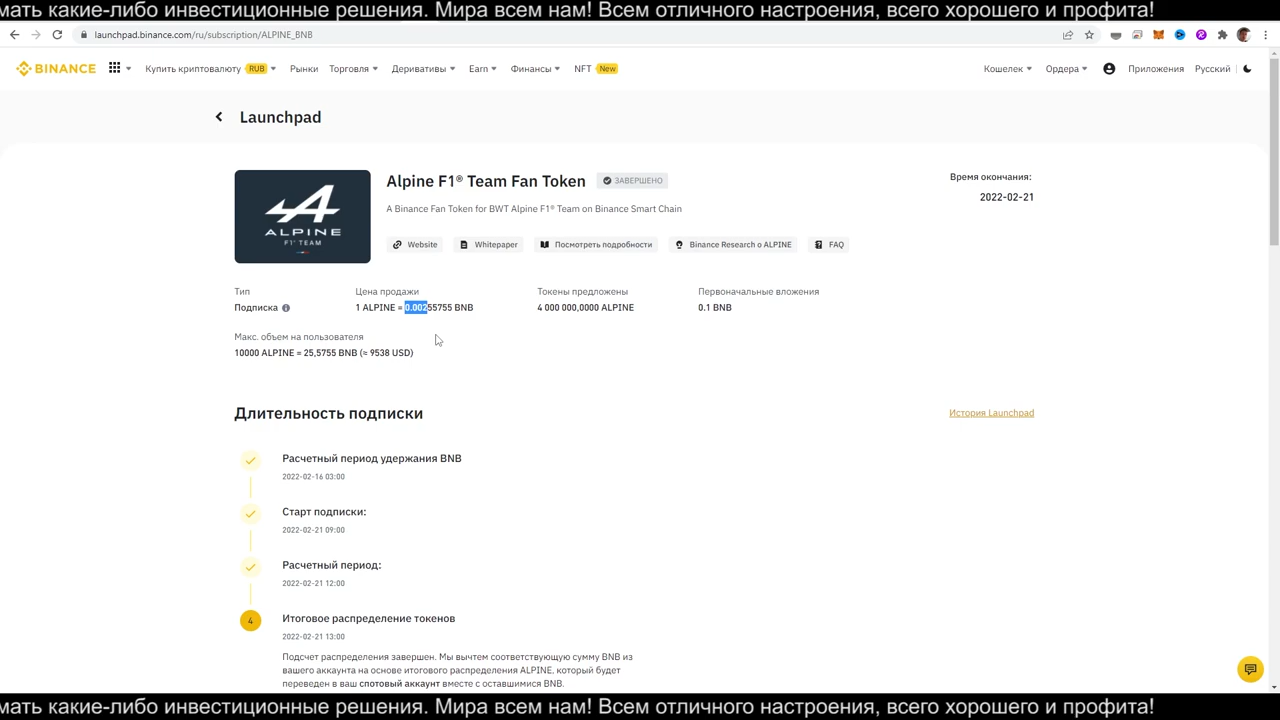 мать какие-либо инвестиционные решения. Мира всем нам! Всем отличного настроения, всего хорошего и профита!
launchpad.binance.com/ru/subscription/ALPINE_BNB
BINANCE Купить криптовалюту RUB Рынки Торговля Деривативы Earn Финансы NFT New Кошелек Ордера Приложения Русский
Launchpad
ALPINE
F1® TEAM
Alpine F1® Team Fan Token ЗАВЕРШЕНО
A Binance Fan Token for BWT Alpine F1® Team on Binance Smart Chain
Website Whitepaper Посмотреть подробности Binance Research о ALPINE FAQ
Время окончания:
2022-02-21
Тип Цена продажи Токены предложены Первоначальные вложения
Подписка 1 ALPINE = 0.00255755 BNB 4 000 000,0000 ALPINE 0.1 BNB
Макс. объем на пользователя
10000 ALPINE = 25,5755 BNB (≈ 9538 USD)
Длительность подписки История Launchpad
Расчетный период удержания BNB
2022-02-16 03:00
Старт подписки:
2022-02-21 09:00
Расчетный период:
2022-02-21 12:00
4 Итоговое распределение токенов
2022-02-21 13:00
Подсчет распределения завершен. Мы вычтем соответствующую сумму BNB из
вашего аккаунта на основе итогового распределения ALPINE, который будет
переведен в ваш спотовый аккаунт вместе с оставшимися BNB.
мать какие-либо инвестиционные решения. Мира всем нам! Всем отличного настроения, всего хорошего и профита!